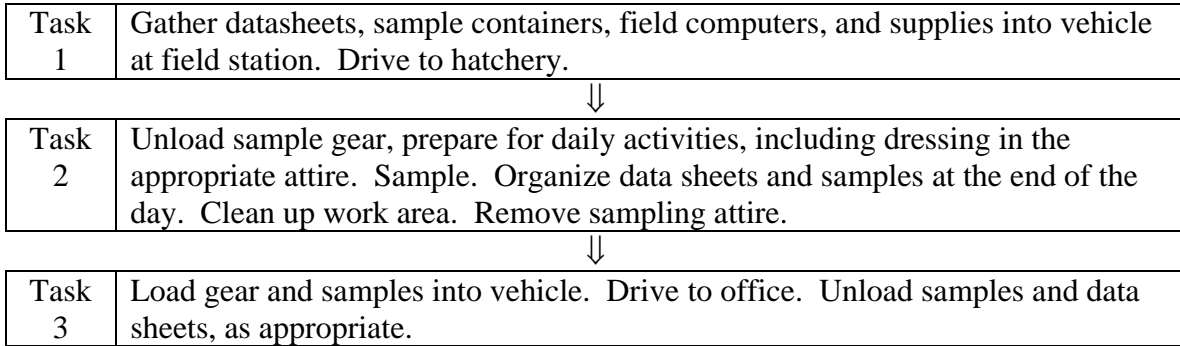 Task Gather datasheets, sample containers, field computers, and supplies into vehicle
1 at field station. Drive to hatchery.
⇓
Task Unload sample gear, prepare for daily activities, including dressing in the
2 appropriate attire. Sample. Organize data sheets and samples at the end of the
day. Clean up work area. Remove sampling attire.
⇓
Task Load gear and samples into vehicle. Drive to office. Unload samples and data
3 sheets, as appropriate.